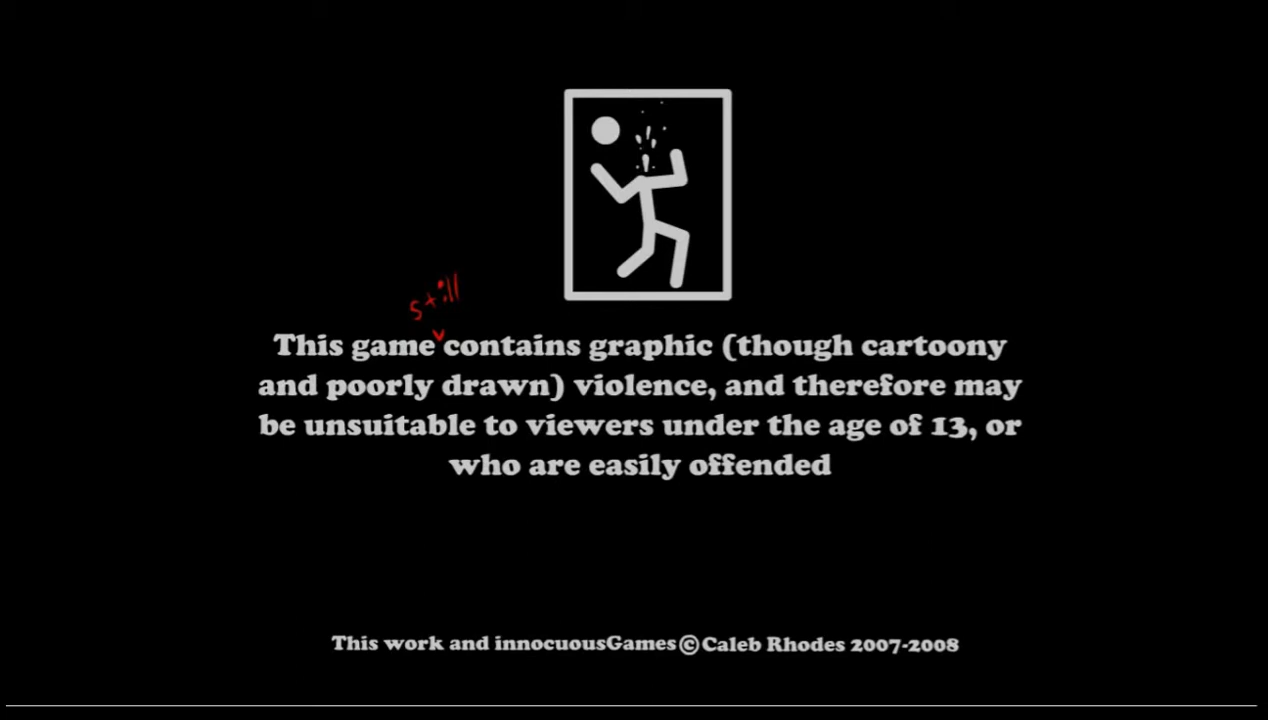 still
This game contains graphic (though cartoony
and poorly drawn) violence, and therefore may
be unsuitable to viewers under the age of 13, or
who are easily offended
This work and innocuousGames©Caleb Rhodes 2007-2008